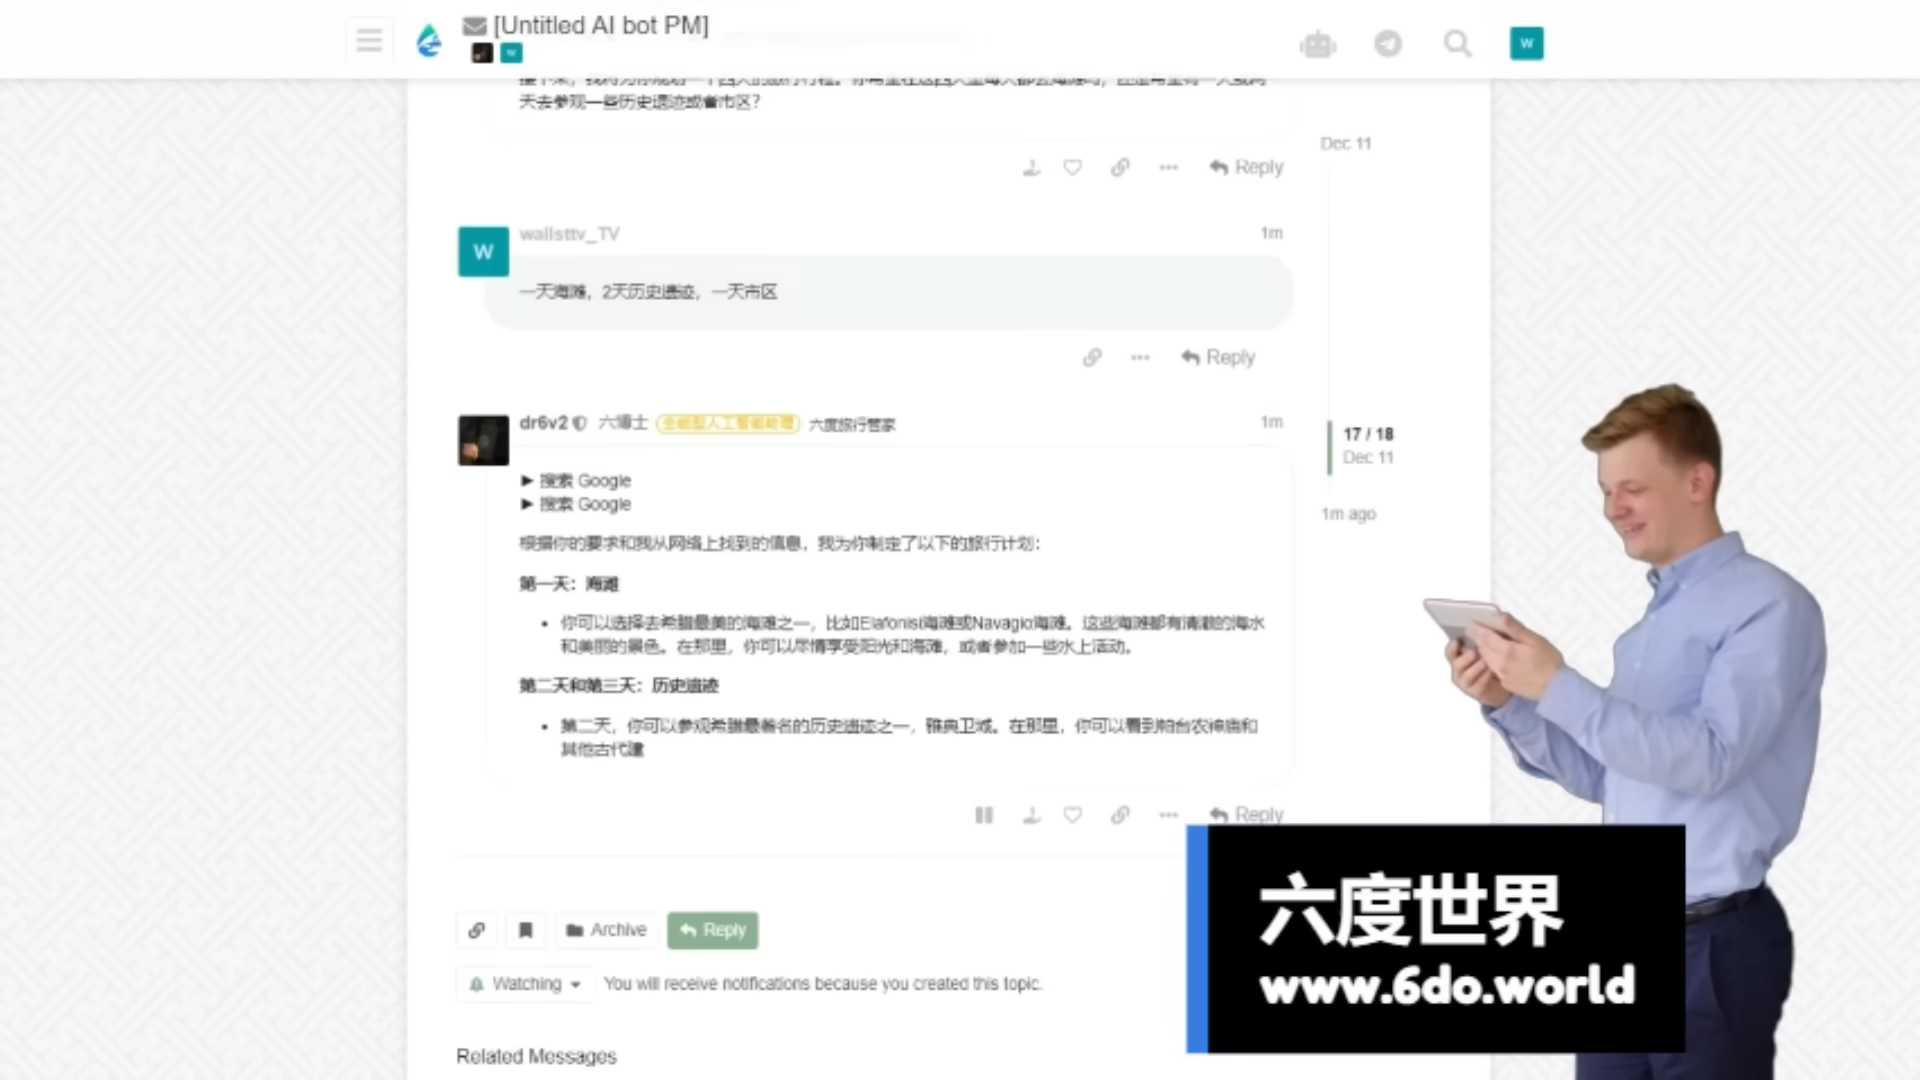 [Untitled AI bot PM]
w
W
天去参观一些历史遗迹或者市区?
Dec 11
Reply
W
wallsttv_TV
1m
一天海滩，2天历史遗迹，一天市区
Reply
dr6v2 六博士 全能型人工智能助理 六度旅行管家
1m
17 / 18
Dec 11
1m ago
▶ 搜索 Google
▶ 搜索 Google
根据你的要求和我从网络上找到的信息，我为你制定了以下的旅行计划：
第一天：海滩
• 你可以选择去希腊最美的海滩之一，比如Elafonisi海滩或Navagio海滩。这些海滩都有清澈的海水
和美丽的景色。在那里，你可以尽情享受阳光和海滩，或者参加一些水上活动。
第二天和第三天：历史遗迹
• 第二天，你可以参观希腊最著名的历史遗迹之一，雅典卫城。在那里，你可以看到帕台农神庙和
其他古代建
Reply
Archive
Reply
Watching
You will receive notifications because you created this topic.
Related Messages
六度世界
www.6do.world